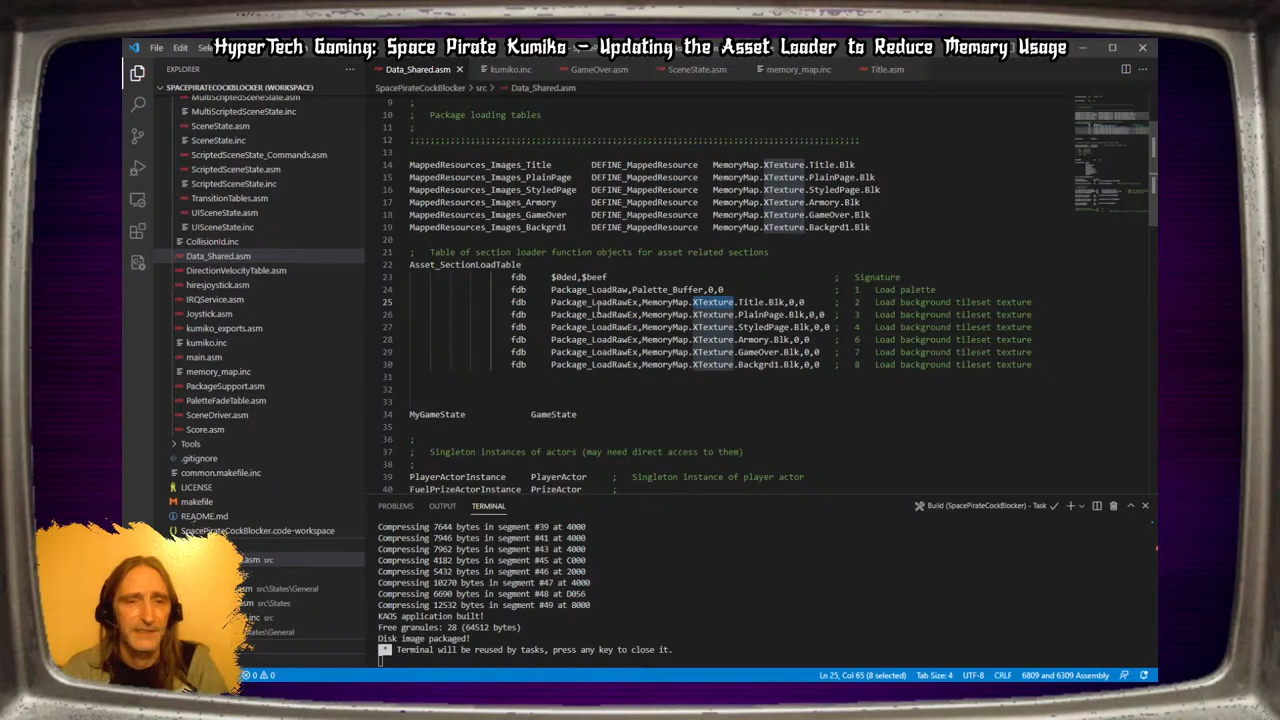 HyperTech Gaming: Space Pirate Kumiko – Updating the Asset Loader to Reduce Memory Usage
File Edit Sel
EXPLORER
SPACEPIRATECOCKBLOCKER (WORKSPACE)
MultiScriptedSceneState.asm
MultiScriptedSceneState.inc
SceneState.asm
SceneState.inc
ScriptedSceneState_Commands.asm
ScriptedSceneState.asm
ScriptedSceneState.inc
TransitionTables.asm
UISceneState.asm
UISceneState.inc
CollisionId.inc
Data_Shared.asm
DirectionVelocityTable.asm
hiresjoystick.asm
IRQService.asm
Joystick.asm
kumiko_exports.asm
kumiko.inc
main.asm
memory_map.inc
PackageSupport.asm
PaletteFadeTable.asm
SceneDriver.asm
Score.asm
Tools
.gitignore
common.makefile.inc
LICENSE
makefile
README.md
SpacePirateCockBlocker.code-workspace
.asm src
src\States\General
.asm src\States
.inc src
\States\General
Data_Shared.asm kumiko.inc GameOver.asm SceneState.asm memory_map.inc Title.asm
SpacePirateCockBlocker > src > Data_Shared.asm
9 ;
10 ; Package loading tables
11 ;
12 ;;;;;;;;;;;;;;;;;;;;;;;;;;;;;;;;;;;;;;;;;;;;;;;;;;;;;;;;;;;;;;;;;;;;;;;;;;;;;;;;
13
14 MappedResources_Images_Title DEFINE_MappedResource MemoryMap.XTexture.Title.Blk
15 MappedResources_Images_PlainPage DEFINE_MappedResource MemoryMap.XTexture.PlainPage.Blk
16 MappedResources_Images_StyledPage DEFINE_MappedResource MemoryMap.XTexture.StyledPage.Blk
17 MappedResources_Images_Armory DEFINE_MappedResource MemoryMap.XTexture.Armory.Blk
18 MappedResources_Images_GameOver DEFINE_MappedResource MemoryMap.XTexture.GameOver.Blk
19 MappedResources_Images_Backgrd1 DEFINE_MappedResource MemoryMap.XTexture.Backgrd1.Blk
20
21 ; Table of section loader function objects for asset related sections
22 Asset_SectionLoadTable
23 fdb $0ded,$beef ; Signature
24 fdb Package_LoadRaw,Palette_Buffer,0,0 ; 1 Load palette
25 fdb Package_LoadRawEx,MemoryMap.XTexture.Title.Blk,0,0 ; 2 Load background tileset texture
26 fdb Package_LoadRawEx,MemoryMap.XTexture.PlainPage.Blk,0,0 ; 3 Load background tileset texture
27 fdb Package_LoadRawEx,MemoryMap.XTexture.StyledPage.Blk,0,0 ; 4 Load background tileset texture
28 fdb Package_LoadRawEx,MemoryMap.XTexture.Armory.Blk,0,0 ; 6 Load background tileset texture
29 fdb Package_LoadRawEx,MemoryMap.XTexture.GameOver.Blk,0,0 ; 7 Load background tileset texture
30 fdb Package_LoadRawEx,MemoryMap.XTexture.Backgrd1.Blk,0,0 ; 8 Load background tileset texture
31
32
33
34 MyGameState GameState
35
36 ;
37 ; Singleton instances of actors (may need direct access to them)
38 ;
39 PlayerActorInstance PlayerActor ; Singleton instance of player actor
40 FuelPrizeActorInstance PrizeActor ;
PROBLEMS OUTPUT TERMINAL Build (SpacePirateCockBlocker) - Task
Compressing 7644 bytes in segment #39 at 4000
Compressing 7946 bytes in segment #41 at 4000
Compressing 7962 bytes in segment #43 at 4000
Compressing 4182 bytes in segment #45 at C000
Compressing 5432 bytes in segment #46 at 2000
Compressing 10270 bytes in segment #47 at 4000
Compressing 6690 bytes in segment #48 at D056
Compressing 12532 bytes in segment #49 at 8000
KAOS application built!
Free granules: 28 (64512 bytes)
Disk image packaged!
* Terminal will be reused by tasks, press any key to close it.
0 0 Ln 25, Col 65 (8 selected) Tab Size: 4 UTF-8 CRLF 6809 and 6309 Assembly